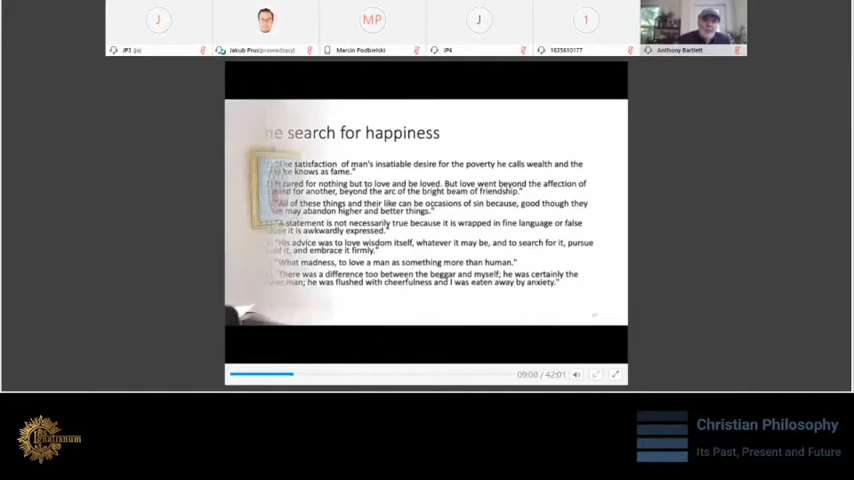 J
MP
J
1
JP3 (ja)
Jakub Prus(prowadzący)
Marcin Podbielski
JP4
1635610177
Anthony Bartlett
he search for happiness
"The satisfaction of man's insatiable desire for the poverty he calls wealth and the
he knows as fame."
cared for nothing but to love and be loved. But love went beyond the affection of
for another, beyond the arc of the bright beam of friendship."
"All of these things and their like can be occasions of sin because, good though they
may abandon higher and better things."
"A statement is not necessarily true because it is wrapped in fine language or false
it is awkwardly expressed."
"His advice was to love wisdom itself, whatever it may be, and to search for it, pursue
it, and embrace it firmly."
"What madness, to love a man as something more than human."
"There was a difference too between the beggar and myself; he was certainly the
man; he was flushed with cheerfulness and I was eaten away by anxiety."
09:08 / 42:01
Ignatianum
Christian Philosophy
Its Past, Present and Future